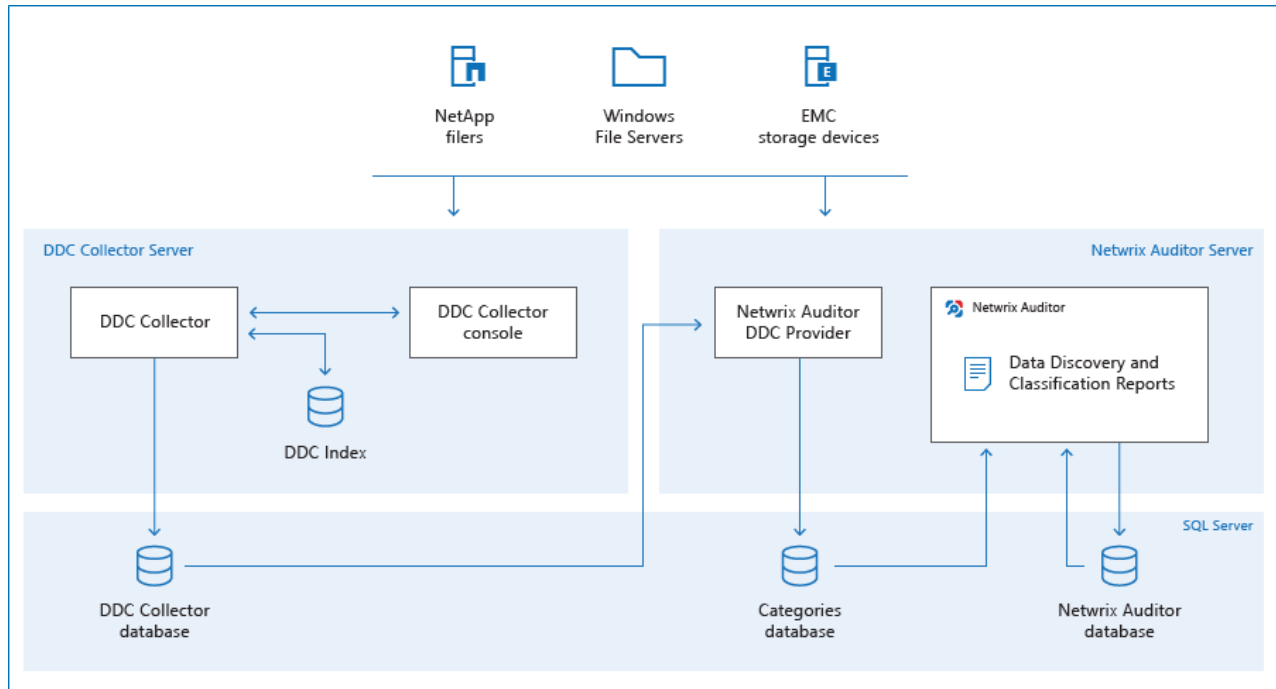 NetApp
filers
Windows
File Servers
EMC
storage devices
DDC Collector Server
DDC Collector
DDC Collector
console
DDC Index
Netwrix Auditor Server
Netwrix Auditor
DDC Provider
Netwrix Auditor
Data Discovery and
Classification Reports
SQL Server
DDC Collector
database
Categories
database
Netwrix Auditor
database